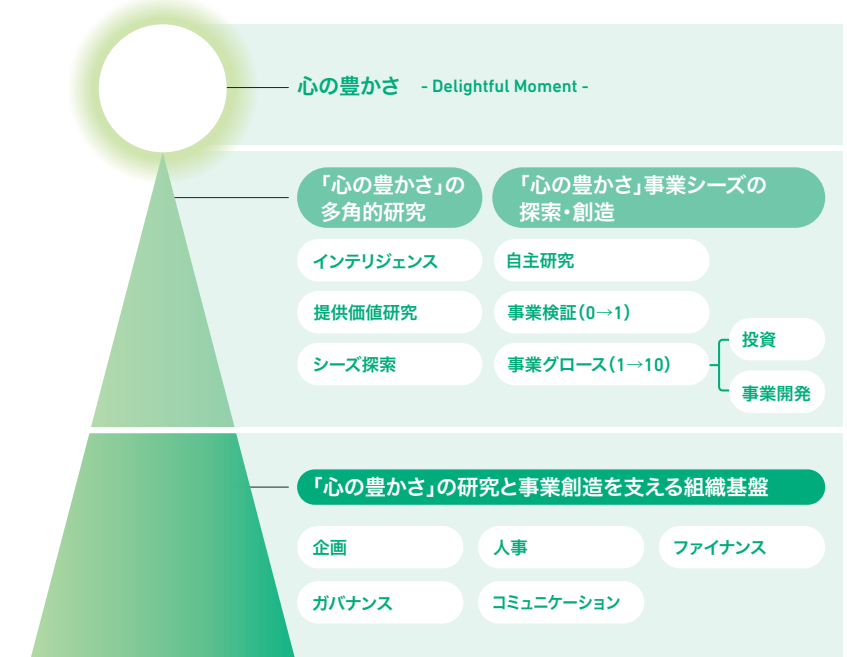 心の豊かさ - Delightful Moment -
「心の豊かさ」の
多角的研究
「心の豊かさ」事業シーズの
探索・創造
インテリジェンス
提供価値研究
シーズ探索
自主研究
事業検証（0→1）
事業グロース（1→10）
投資
事業開発
「心の豊かさ」の研究と事業創造を支える組織基盤
企画
人事
ファイナンス
ガバナンス
コミュニケーション